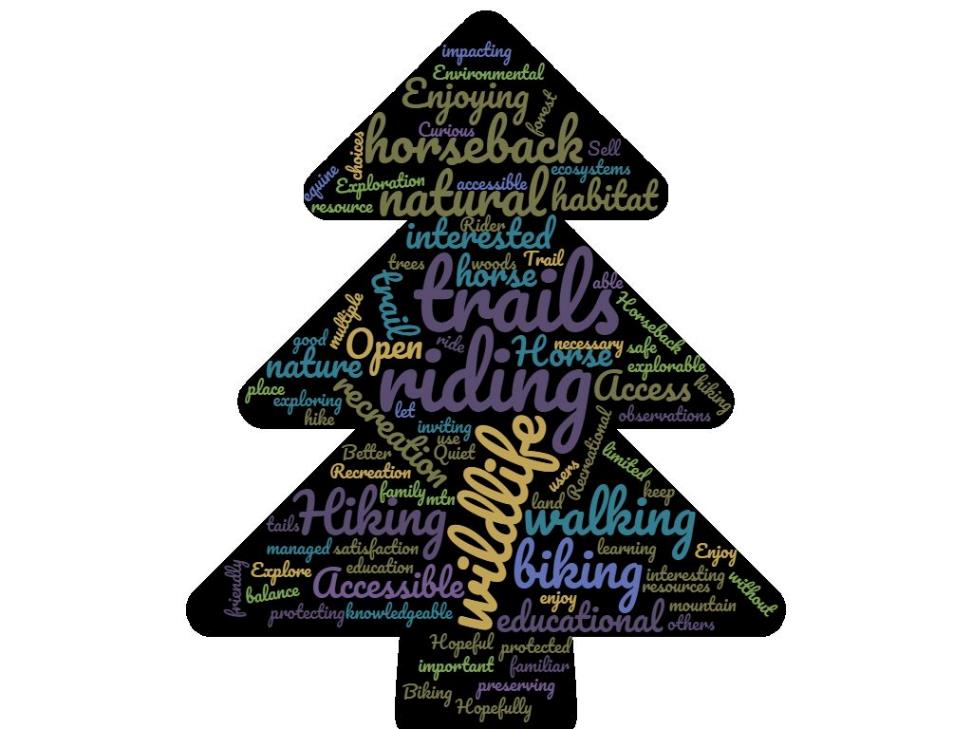 impacting
Environmental
Enjoying
forest
Curious
horseback
choices
Sell
ecosystems
equine
Exploration
accessible
resource
natural
habitat
Rider
interested
trees
woods
Trail
horse
trails
able
trail
multiple
Horseback
good
Open
ride
Horse
necessary
safe
nature
explorable
riding
Access
hiking
place
exploring
let
observations
hike
recreation
inviting
use
Better
Quiet
wildlife
Recreational
users
limited
Recreation
family
mtn
land
keep
tails
Hiking
walking
managed
satisfaction
learning
Enjoy
education
Explore
Accessible
biking
interesting
friendly
balance
resources
without
enjoy
protecting
knowledgeable
educational
mountain
others
Hopeful
protected
important
familiar
Biking
preserving
Hopefully